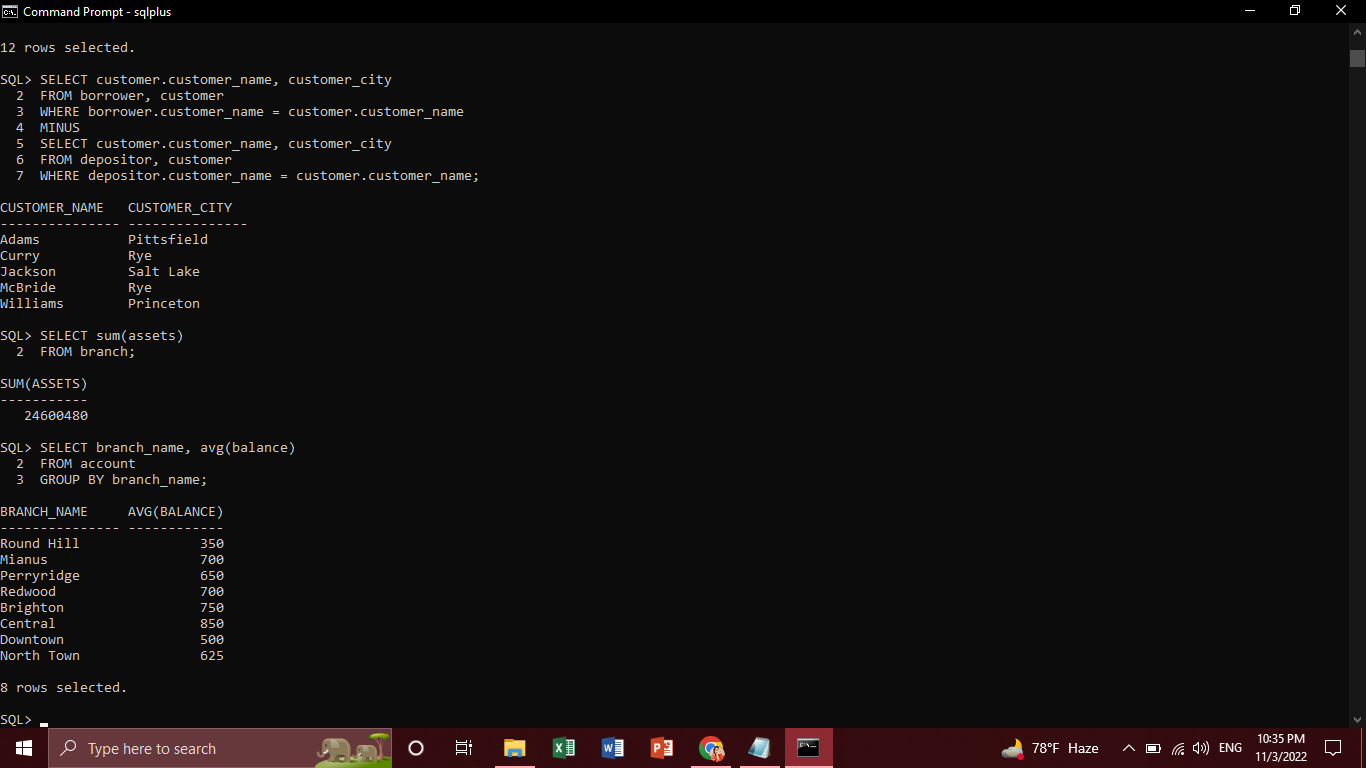 Command Prompt - sqlplus
12 rows selected.
SQL> SELECT customer.customer_name, customer_city
  2  FROM borrower, customer
  3  WHERE borrower.customer_name = customer.customer_name
  4  MINUS
  5  SELECT customer.customer_name, customer_city
  6  FROM depositor, customer
  7  WHERE depositor.customer_name = customer.customer_name;
CUSTOMER_NAME   CUSTOMER_CITY
--------------- ---------------
Adams           Pittsfield
Curry           Rye
Jackson         Salt Lake
McBride         Rye
Williams        Princeton
SQL> SELECT sum(assets)
  2  FROM branch;
SUM(ASSETS)
-----------
   24600480
SQL> SELECT branch_name, avg(balance)
  2  FROM account
  3  GROUP BY branch_name;
BRANCH_NAME     AVG(BALANCE)
--------------- ------------
Round Hill               350
Mianus                   700
Perryridge               650
Redwood                  700
Brighton                 750
Central                  850
Downtown                 500
North Town               625
8 rows selected.
SQL>
Type here to search
78°F Haze
ENG
10:35 PM
11/3/2022